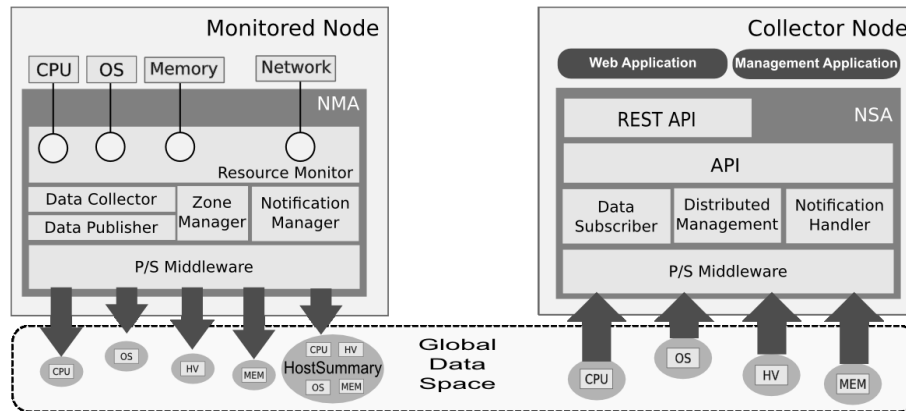 Monitored Node
CPU
OS
Memory
Network
NMA
Resource Monitor
Data Collector
Data Publisher
Zone
Manager
Notification
Manager
P/S Middleware
CPU
OS
HV
MEM
CPU
HV
HostSummary
OS
MEM
Global
Data
Space
Collector Node
Web Application
Management Application
NSA
REST API
API
Data
Subscriber
Distributed
Management
Notification
Handler
P/S Middleware
CPU
OS
HV
MEM